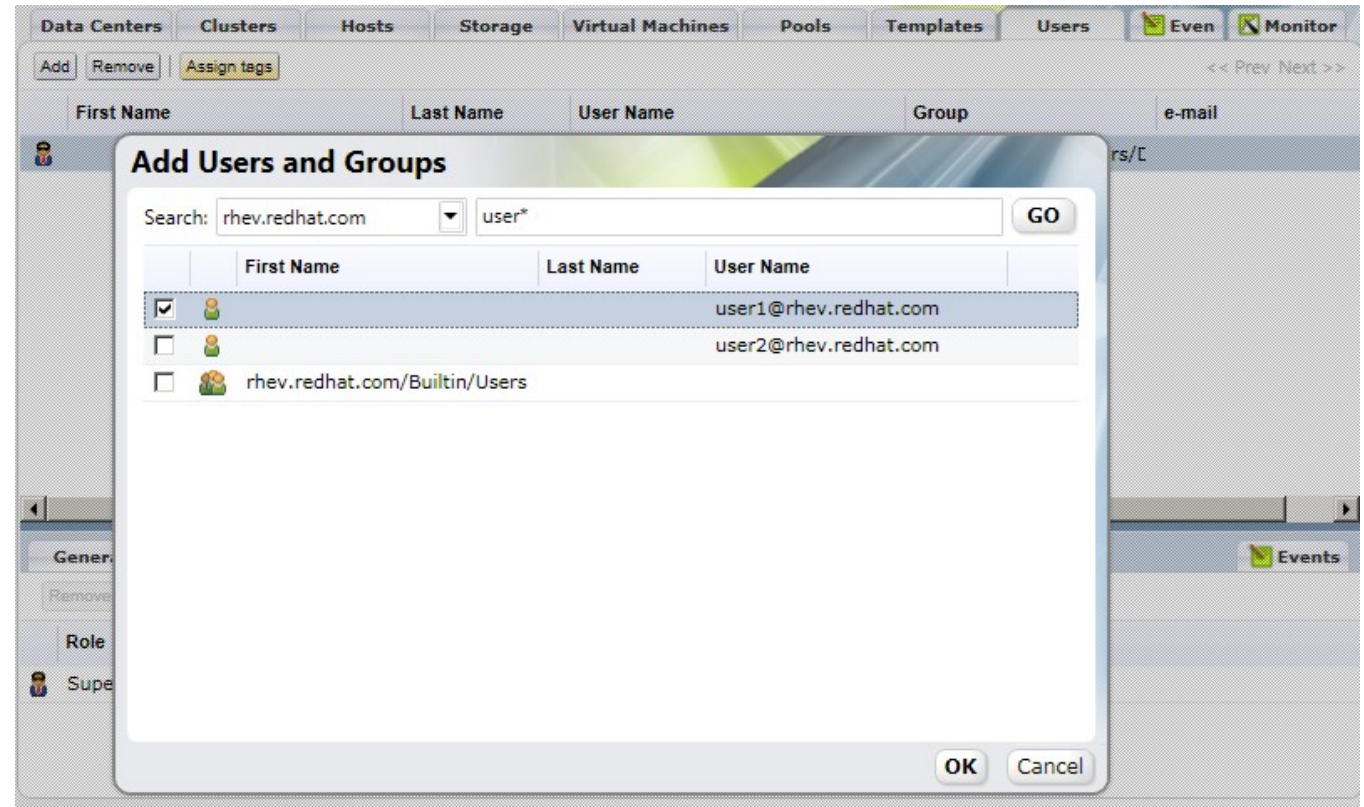 Data Centers Clusters Hosts Storage Virtual Machines Pools Templates Users Even Monitor
Add Remove | Assign tags << Prev Next >>
First Name Last Name User Name Group e-mail
rs/D
Add Users and Groups
Search: rhev.redhat.com user* GO
First Name Last Name User Name
user1@rhev.redhat.com
user2@rhev.redhat.com
rhev.redhat.com/Builtin/Users
Genera Events
Remove
Role
Supe
OK Cancel